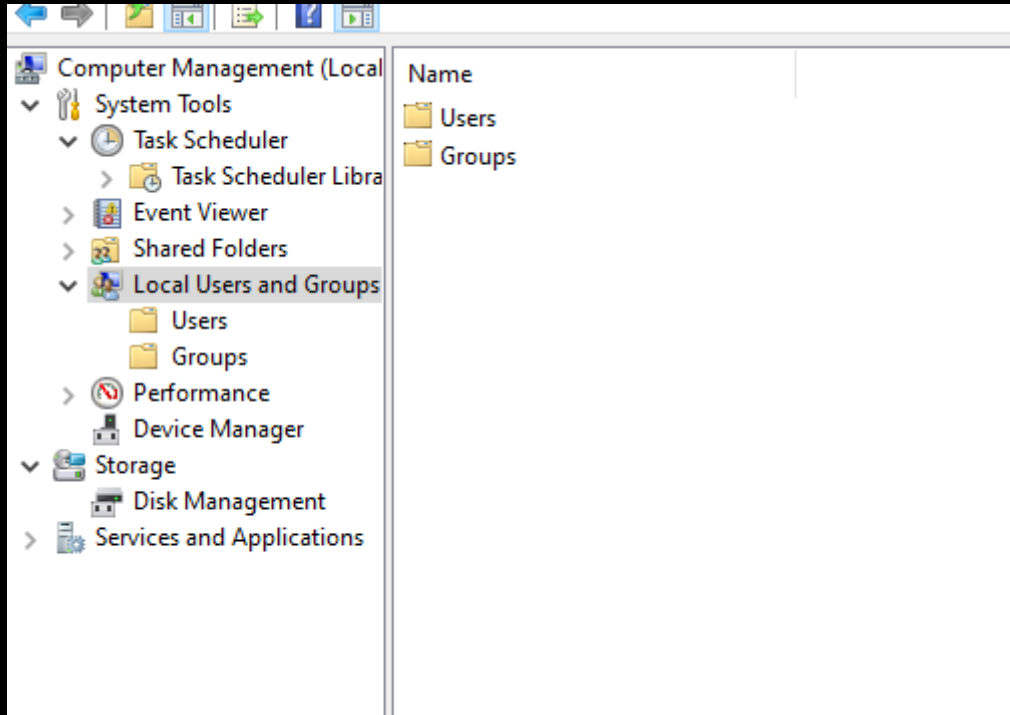 Computer Management (Local
System Tools
Task Scheduler
Task Scheduler Libra
Event Viewer
Shared Folders
Local Users and Groups
Users
Groups
Performance
Device Manager
Storage
Disk Management
Services and Applications
Name
Users
Groups